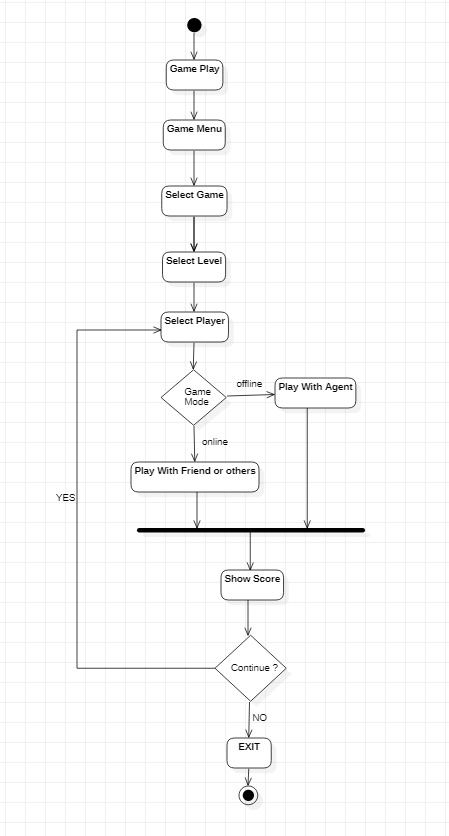 Game Play
Game Menu
Select Game
Select Level
Select Player
Game
Mode
offline
Play With Agent
online
Play With Friend or others
YES
Show Score
Continue ?
NO
EXIT